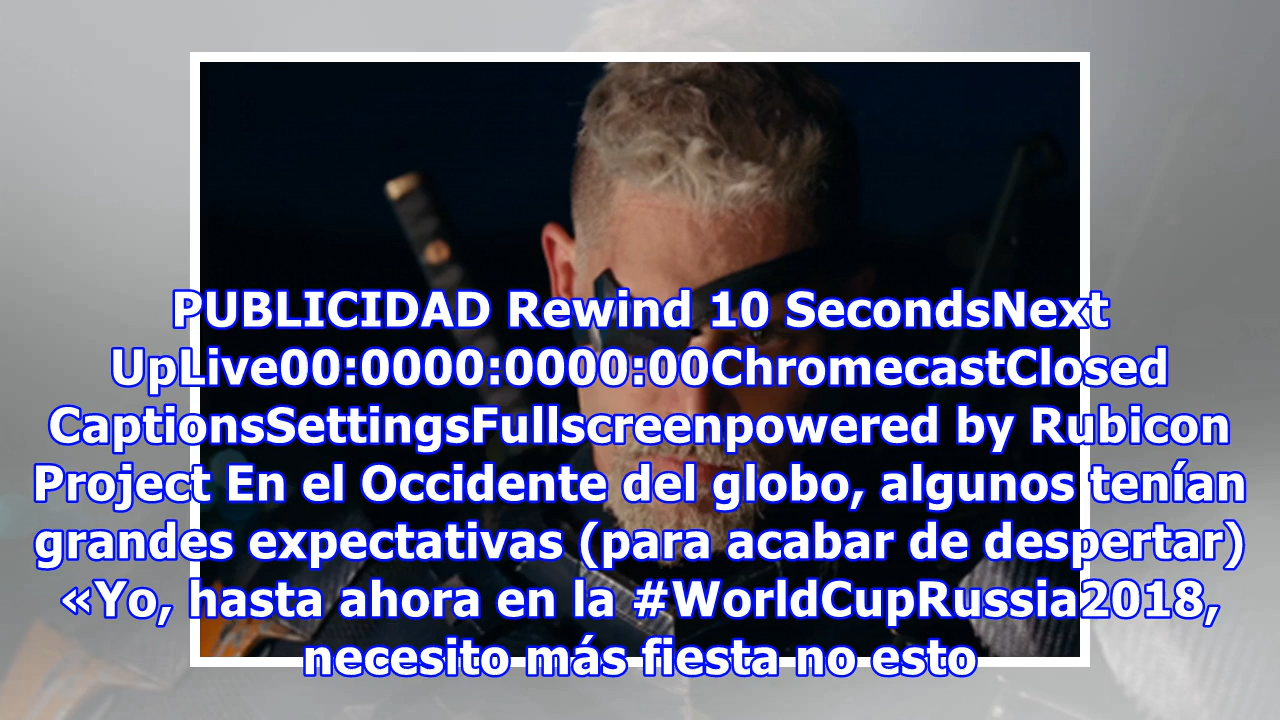 PUBLICIDAD Rewind 10 SecondsNext
UpLive00:0000:0000:00ChromecastClosed
CaptionsSettingsFullscreenpowered by Rubicon
Project En el Occidente del globo, algunos tenían
grandes expectativas (para acabar de despertar)
«Yo, hasta ahora en la #WorldCupRussia2018,
necesito más fiesta no esto